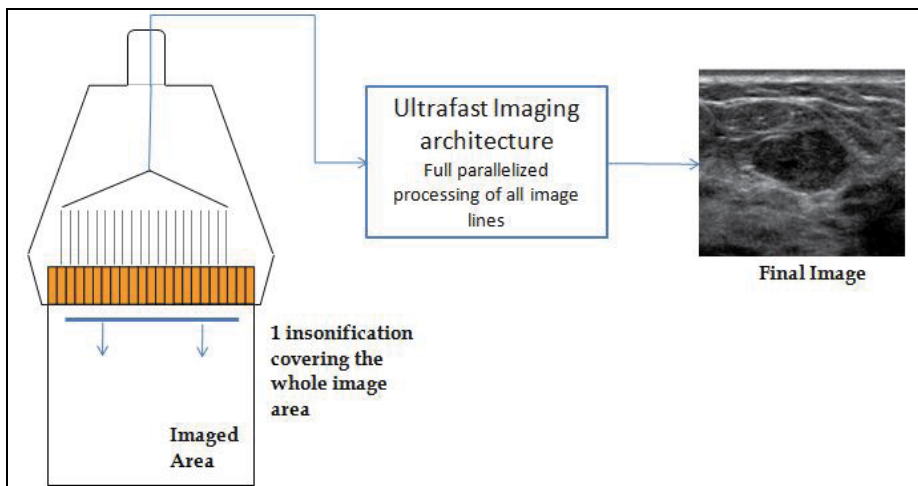 Ultrafast Imaging
architecture
Full parallelized
processing of all image
lines
Final Image
1 insonification
covering the
whole image
area
Imaged
Area